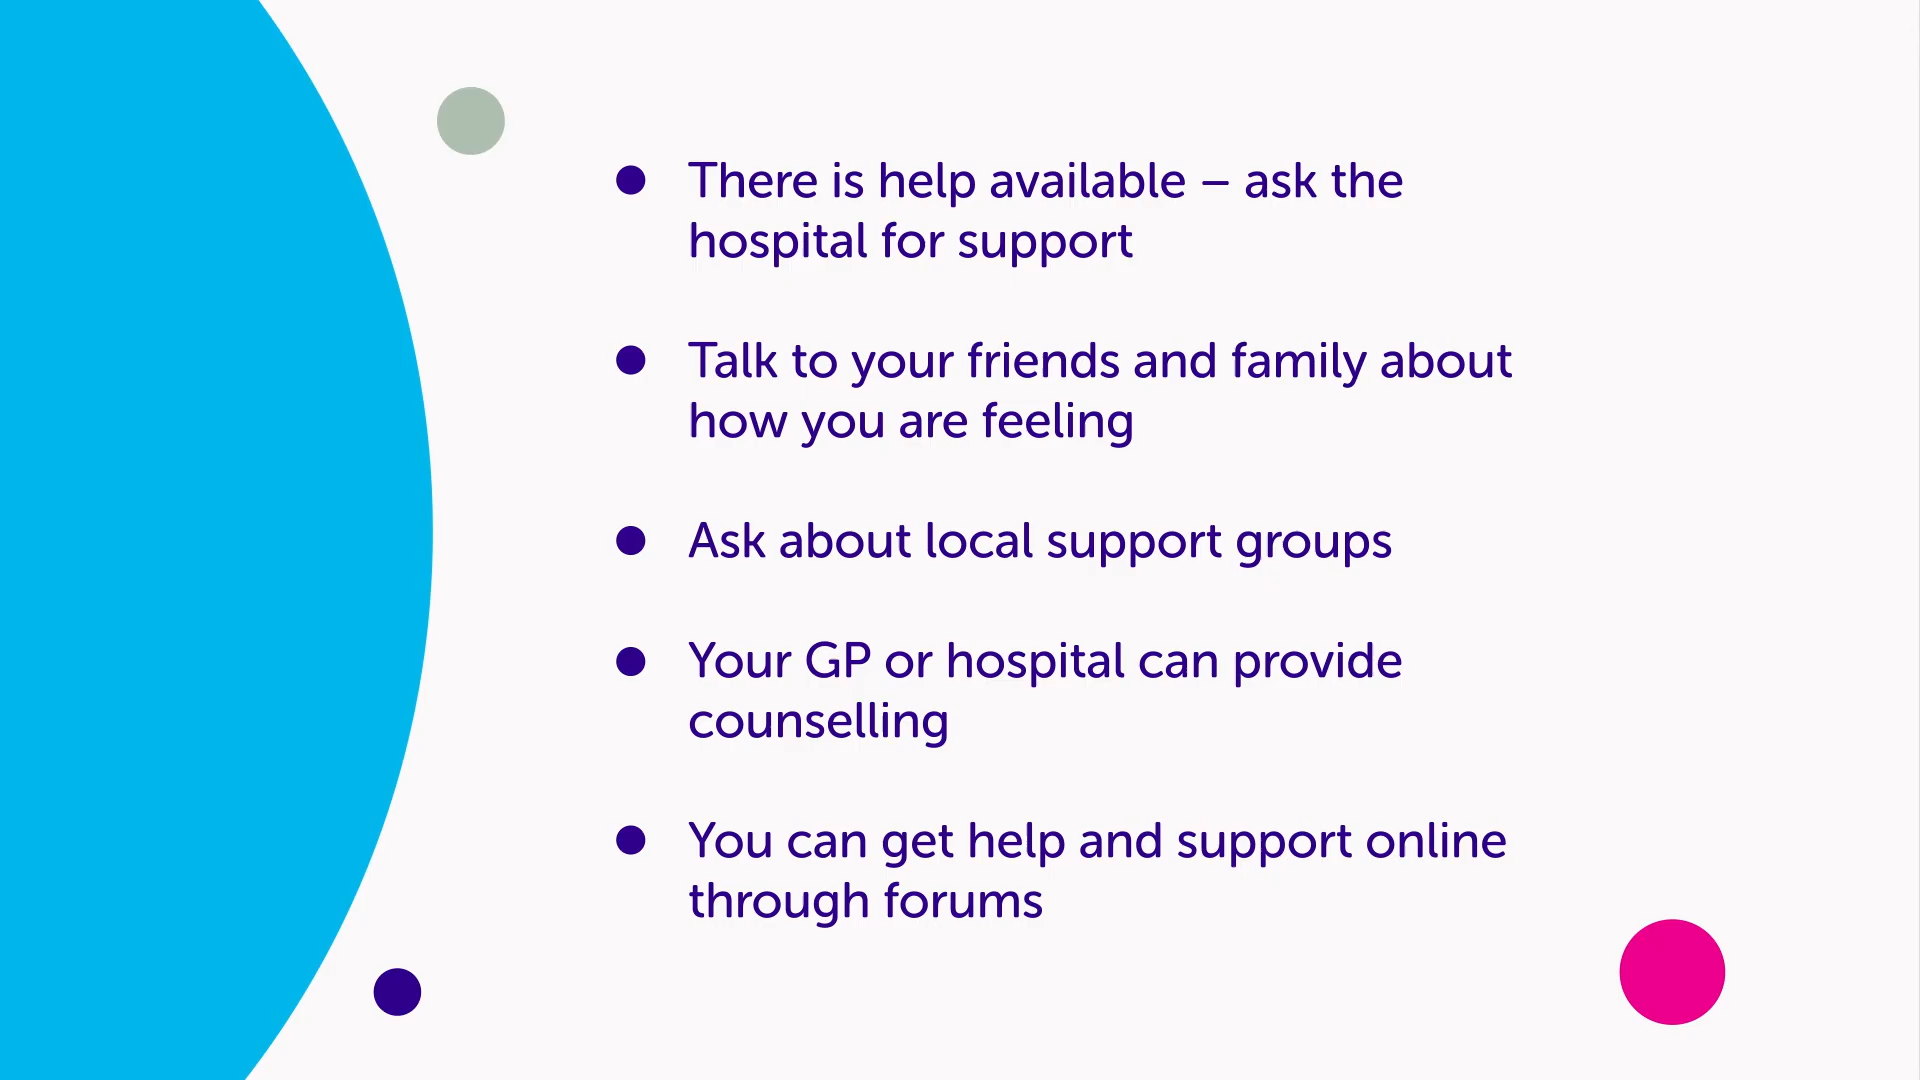 There is help available – ask the
hospital for support
Talk to your friends and family about
how you are feeling
Ask about local support groups
Your GP or hospital can provide
counselling
You can get help and support online
through forums